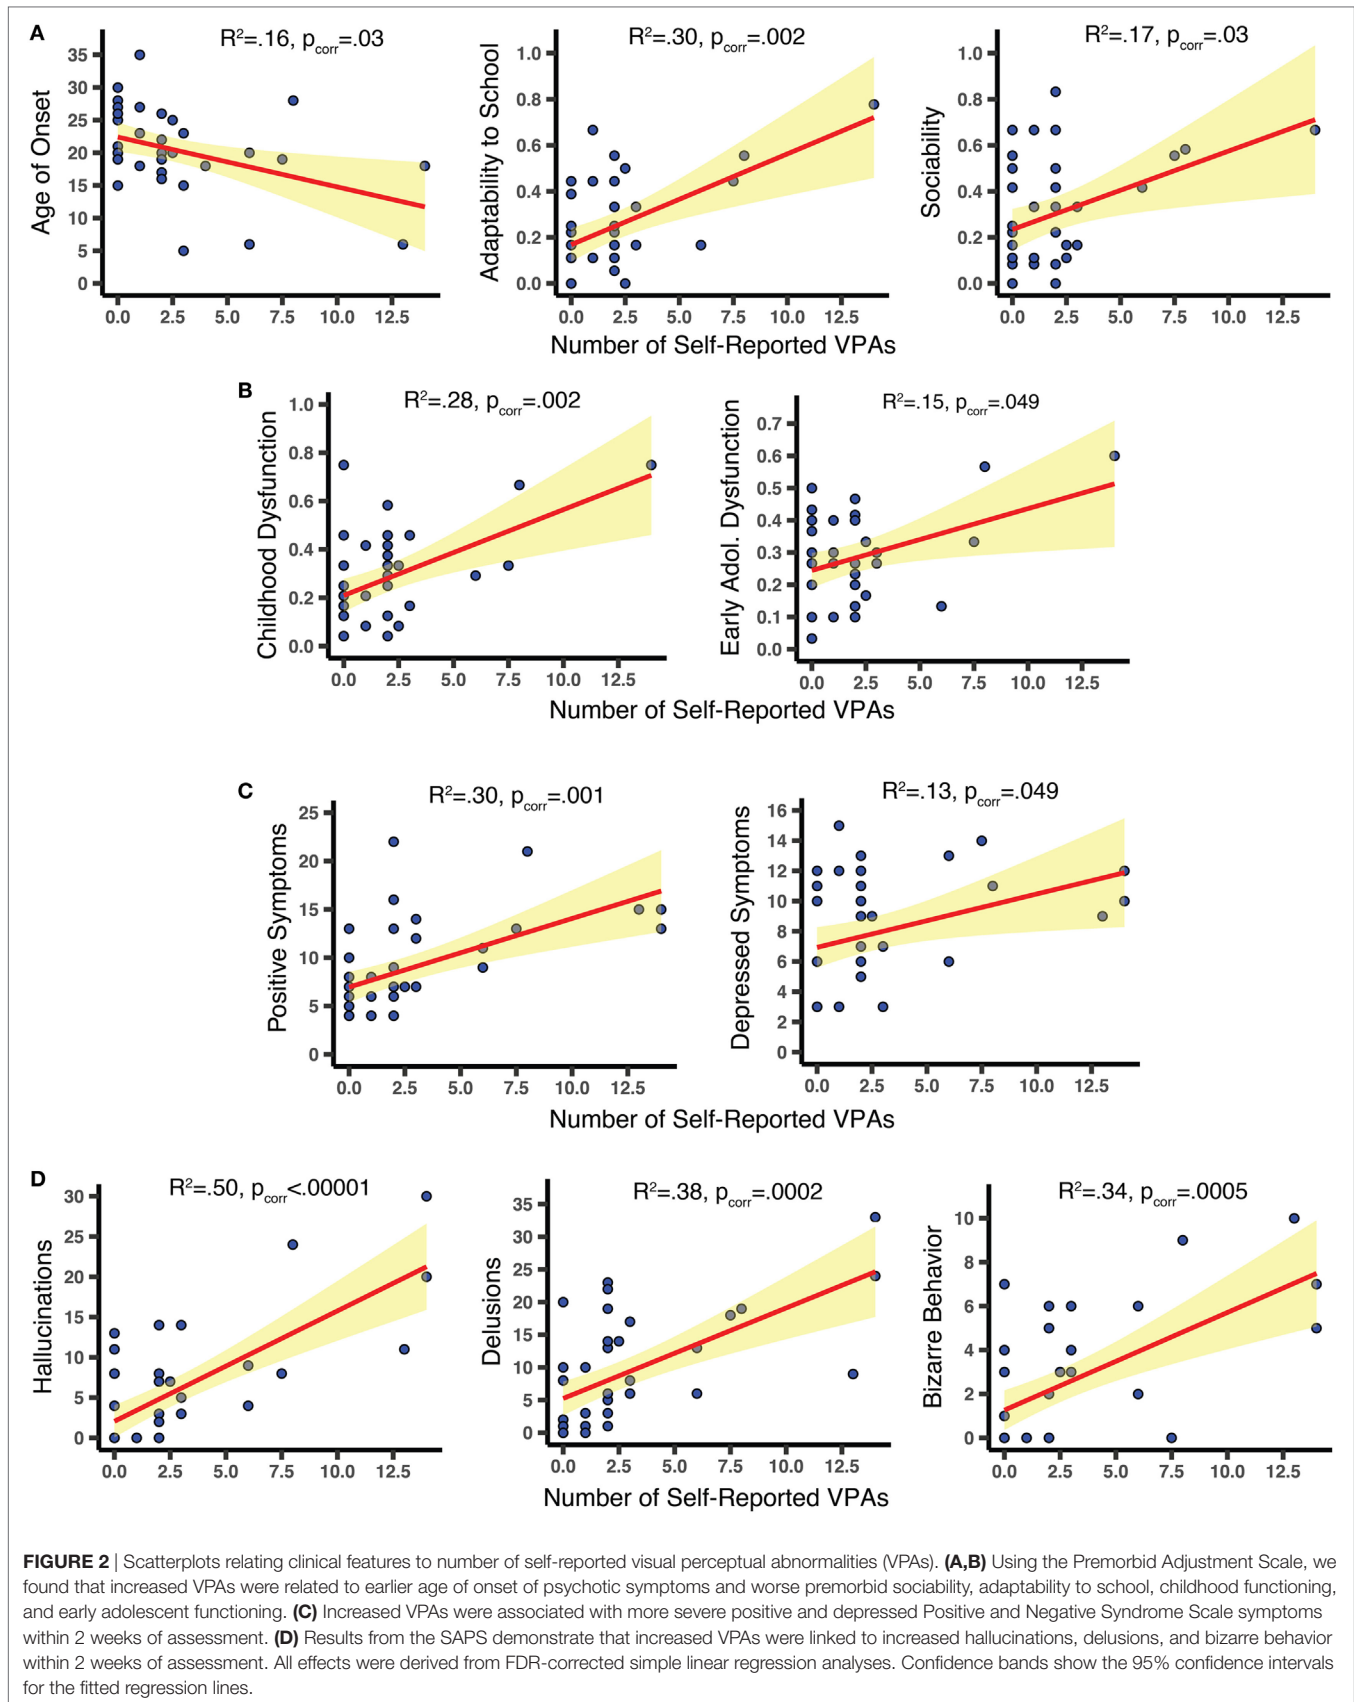 A
R²=.16, pcorr=.03
R²=.30, pcorr=.002
R²=.17, pcorr=.03
Age of Onset
35
30
25
20
15
10
5
0
0.0 2.5 5.0 7.5 10.0 12.5
Adaptability to School
1.0
0.8
0.6
0.4
0.2
0.0
0.0 2.5 5.0 7.5 10.0 12.5
Sociability
1.0
0.8
0.6
0.4
0.2
0.0
0.0 2.5 5.0 7.5 10.0 12.5
Number of Self-Reported VPAs
B
R²=.28, pcorr=.002
R²=.15, pcorr=.049
Childhood Dysfunction
1.0
0.8
0.6
0.4
0.2
0.0
0.0 2.5 5.0 7.5 10.0 12.5
Early Adol. Dysfunction
0.7
0.6
0.5
0.4
0.3
0.2
0.1
0.0
0.0 2.5 5.0 7.5 10.0 12.5
Number of Self-Reported VPAs
C
R²=.30, pcorr=.001
R²=.13, pcorr=.049
Positive Symptoms
25
20
15
10
5
0
0.0 2.5 5.0 7.5 10.0 12.5
Depressed Symptoms
16
14
12
10
8
6
4
2
0
0.0 2.5 5.0 7.5 10.0 12.5
Number of Self-Reported VPAs
D
R²=.50, pcorr<.00001
R²=.38, pcorr=.0002
R²=.34, pcorr=.0005
Hallucinations
30
25
20
15
10
5
0
0.0 2.5 5.0 7.5 10.0 12.5
Delusions
35
30
25
20
15
10
5
0
0.0 2.5 5.0 7.5 10.0 12.5
Bizarre Behavior
10
8
6
4
2
0
0.0 2.5 5.0 7.5 10.0 12.5
Number of Self-Reported VPAs
FIGURE 2 | Scatterplots relating clinical features to number of self-reported visual perceptual abnormalities (VPAs). (A,B) Using the Premorbid Adjustment Scale, we
found that increased VPAs were related to earlier age of onset of psychotic symptoms and worse premorbid sociability, adaptability to school, childhood functioning,
and early adolescent functioning. (C) Increased VPAs were associated with more severe positive and depressed Positive and Negative Syndrome Scale symptoms
within 2 weeks of assessment. (D) Results from the SAPS demonstrate that increased VPAs were linked to increased hallucinations, delusions, and bizarre behavior
within 2 weeks of assessment. All effects were derived from FDR-corrected simple linear regression analyses. Confidence bands show the 95% confidence intervals
for the fitted regression lines.